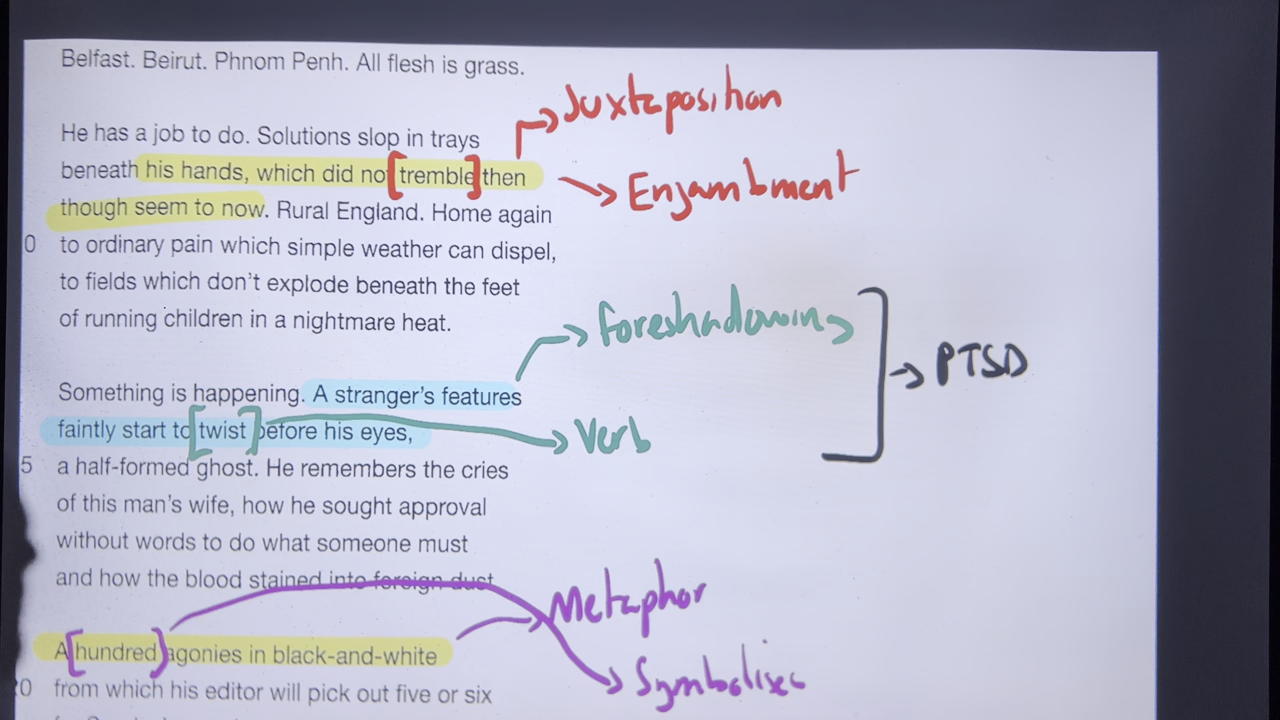 Belfast. Beirut. Phnom Penh. All flesh is grass.
Juxtaposition
He has a job to do. Solutions slop in trays
beneath his hands, which did not [tremble] then
Enjambment
though seem to now. Rural England. Home again
0 to ordinary pain which simple weather can dispel,
to fields which don't explode beneath the feet
of running children in a nightmare heat.
foreshadowing
PTSD
Something is happening. A stranger's features
faintly start to [twist] before his eyes,
Verb
5 a half-formed ghost. He remembers the cries
of this man's wife, how he sought approval
without words to do what someone must
and how the blood stained into foreign dust
Metaphor
A [hundred] agonies in black-and-white
Symbolises
0 from which his editor will pick out five or six